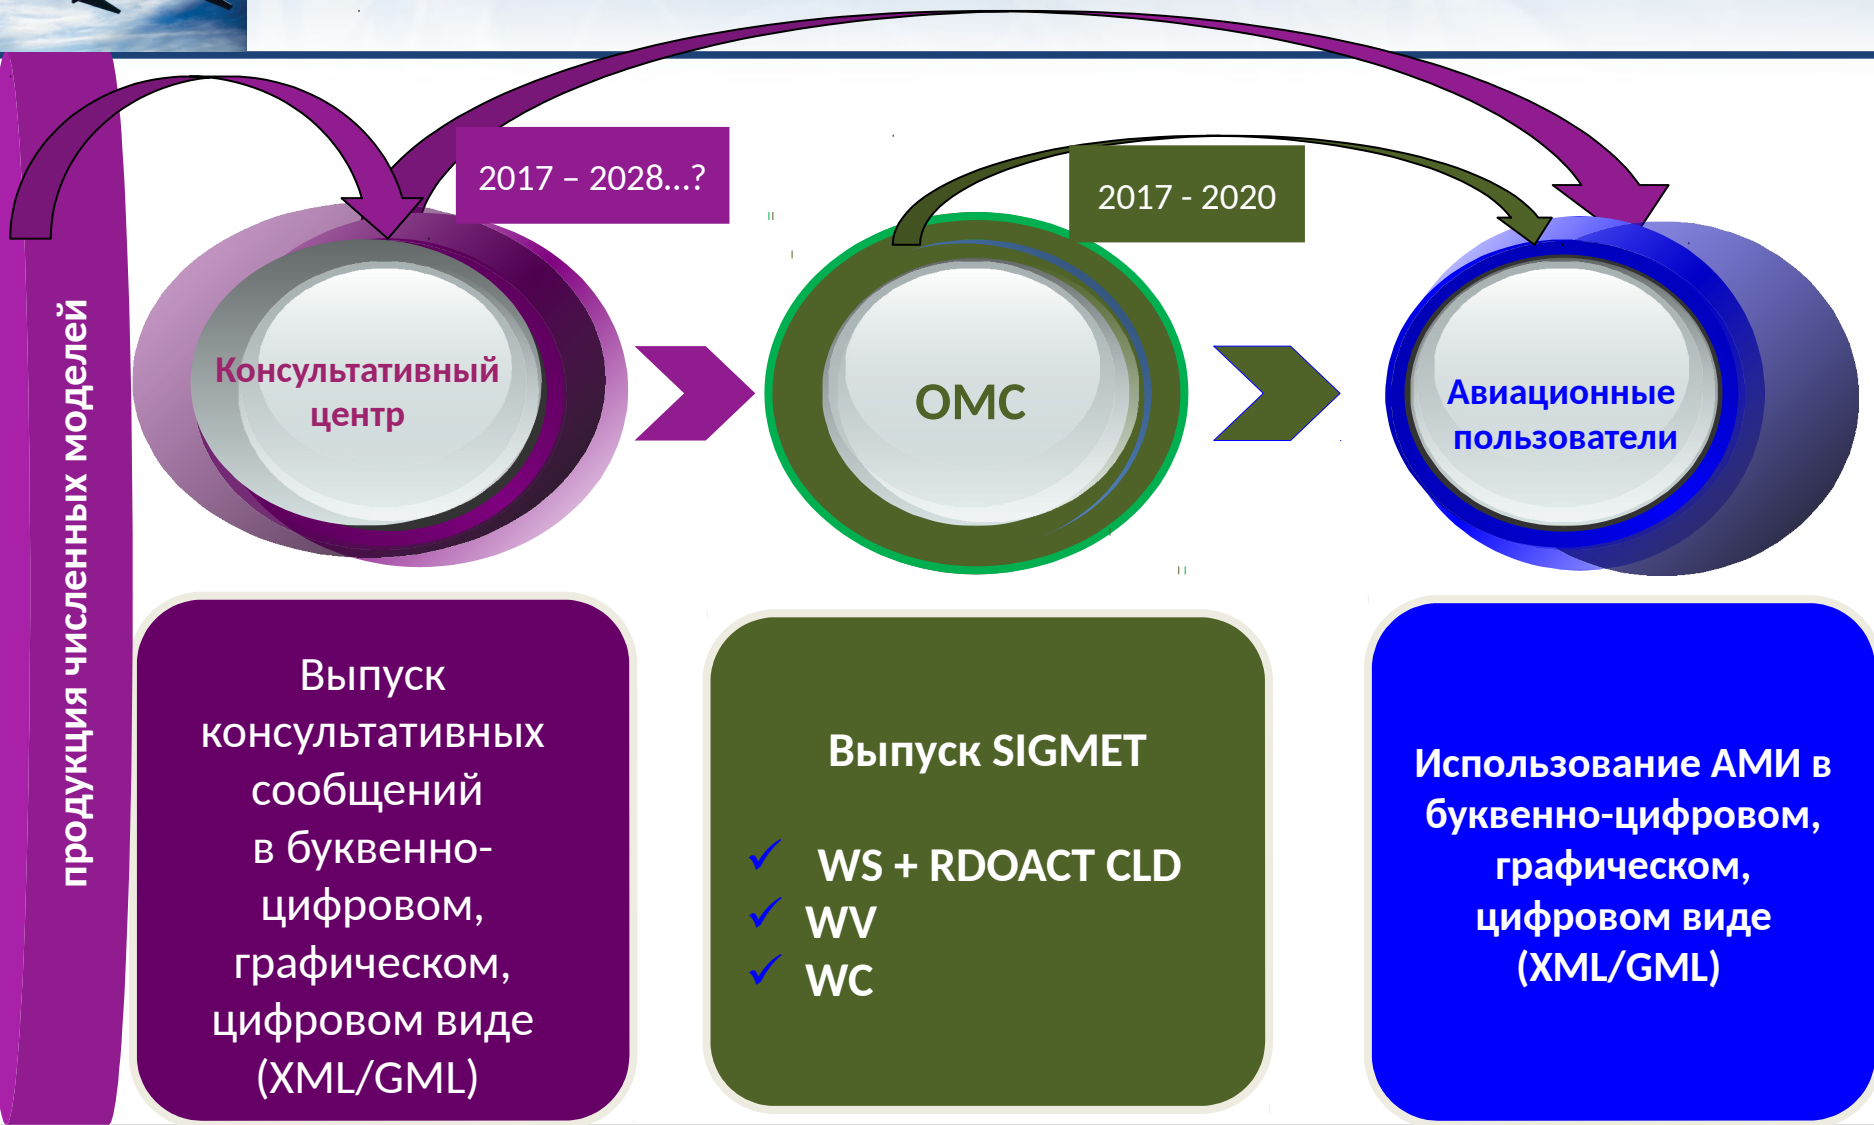 2017 – 2028...?
2017 - 2020
продукция численных моделей
Консультативный
центр
ОМС
Авиационные
пользователи
Выпуск
консультативных
сообщений
в буквенно-
цифровом,
графическом,
цифровом виде
(XML/GML)
Выпуск SIGMET
WS + RDOACT CLD
WV
WC
Использование АМИ в
буквенно-цифровом,
графическом,
цифровом виде
(XML/GML)